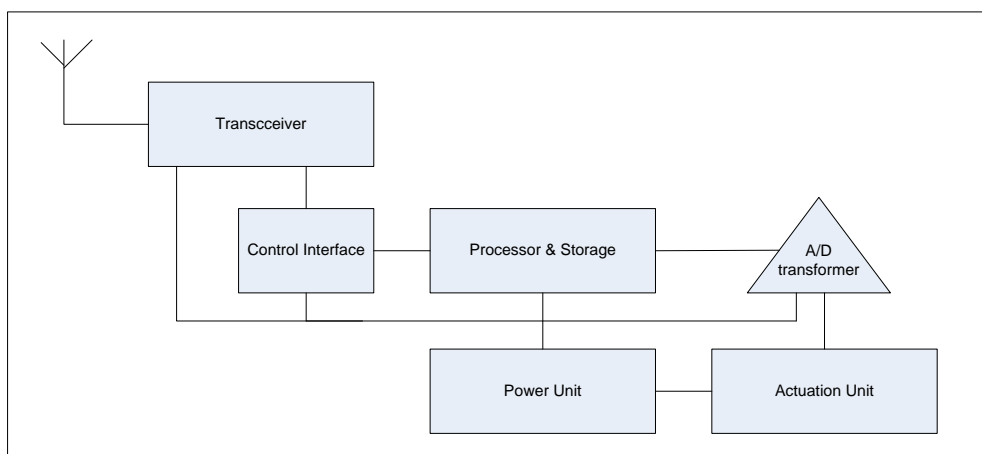 Transcceiver
Control Interface
Processor & Storage
A/D
transformer
Power Unit
Actuation Unit